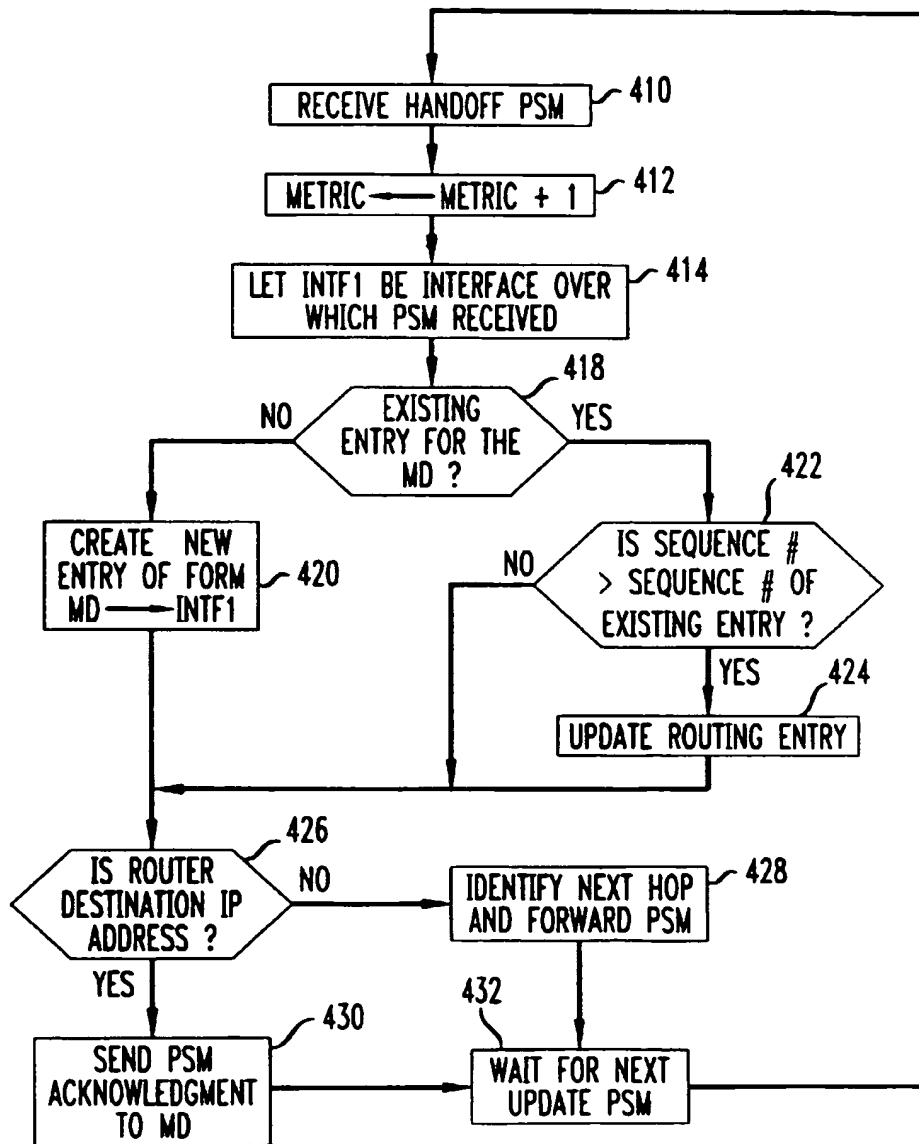 RECEIVE HANDOFF PSM
410
METRIC ← METRIC + 1
412
LET INTF1 BE INTERFACE OVER
WHICH PSM RECEIVED
414
418
NO
EXISTING
ENTRY FOR THE
MD ?
YES
422
CREATE NEW
ENTRY OF FORM
MD → INTF1
420
NO
IS SEQUENCE #
> SEQUENCE # OF
EXISTING ENTRY ?
YES
424
UPDATE ROUTING ENTRY
426
IS ROUTER
DESTINATION IP
ADDRESS ?
NO
IDENTIFY NEXT HOP
AND FORWARD PSM
428
YES
430
432
SEND PSM
ACKNOWLEDGMENT
TO MD
WAIT FOR NEXT
UPDATE PSM